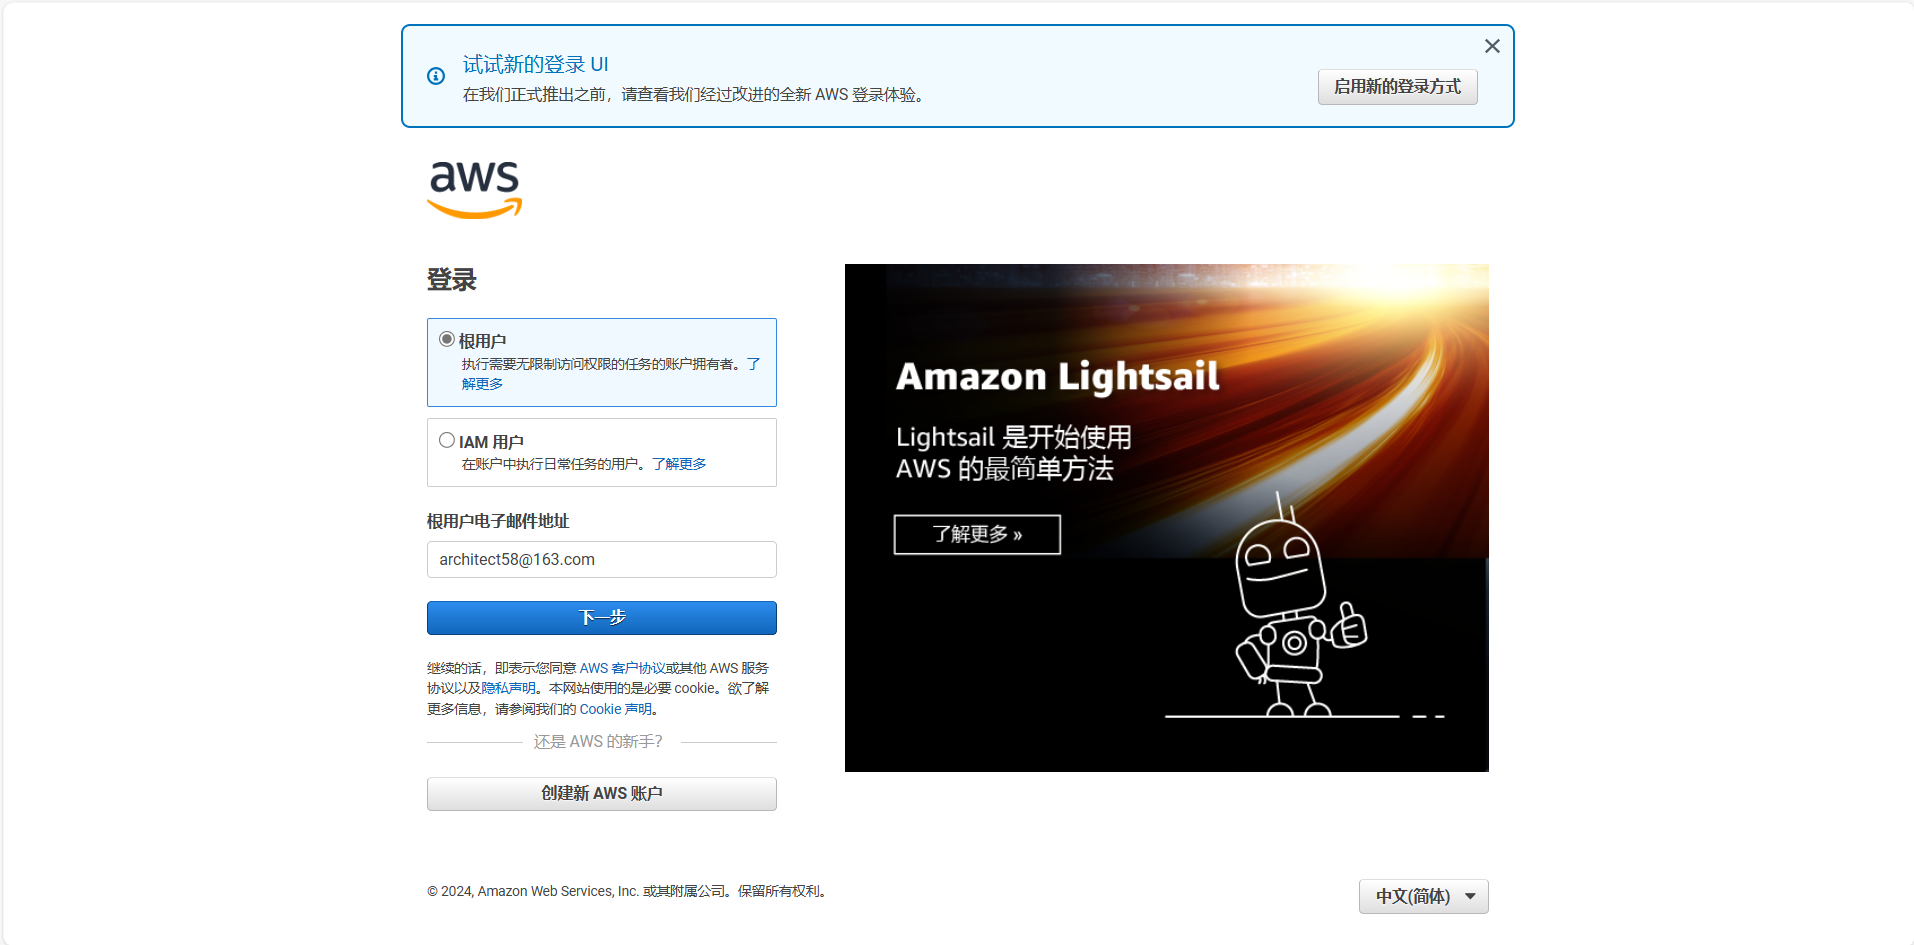 试试新的登录 UI
在我们正式推出之前，请查看我们经过改进的全新 AWS 登录体验。
启用新的登录方式
aws
登录
根用户
执行需要无限制访问权限的任务的账户拥有者。了
解更多
IAM 用户
在账户中执行日常任务的用户。了解更多
根用户电子邮件地址
architect58@163.com
下一步
继续的话，即表示您同意 AWS 客户协议或其他 AWS 服务
协议以及隐私声明。本网站使用的是必要 cookie。欲了解
更多信息，请参阅我们的 Cookie 声明。
还是 AWS 的新手？
创建新 AWS 账户
Amazon Lightsail
Lightsail 是开始使用
AWS 的最简单方法
了解更多 »
© 2024, Amazon Web Services, Inc. 或其附属公司。保留所有权利。
中文(简体)